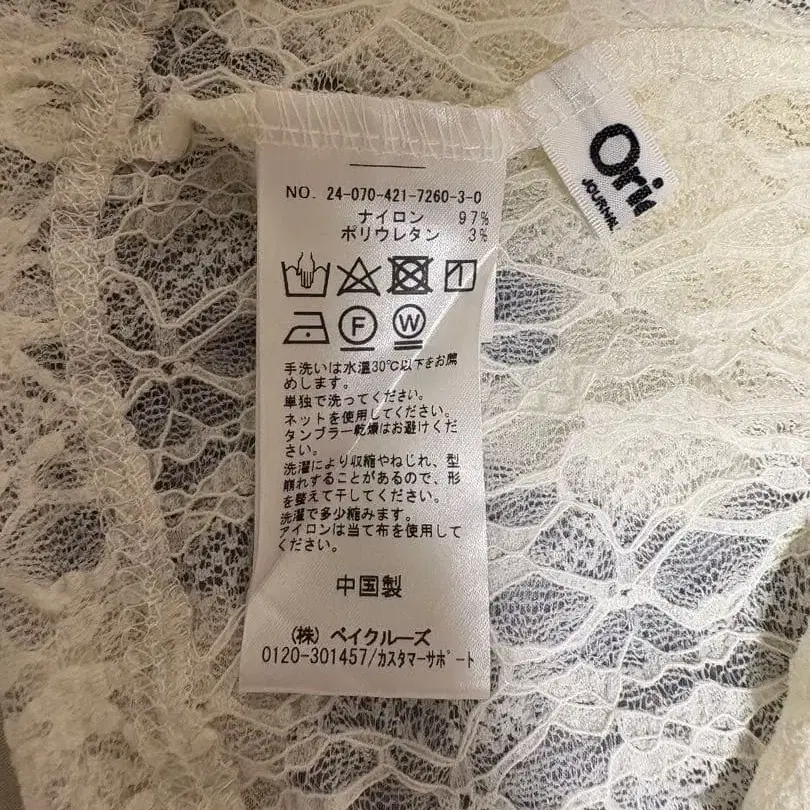 NO. 24-070-421-7260-3-0
ナイロン 97%
ポリウレタン 3%
F W
手洗いは水温30℃以下をお薦
めします。
単独で洗ってください。
ネットを使用してください。
タンブラー乾燥はお避けくだ
さい。
洗濯により収縮やねじれ、型
崩れすることがあるので、形
を整えて干してください。
洗濯で多少縮みます。
アイロンは当て布を使用して
ください。
中国製
(株) ベイクルーズ
0120-301457/カスタマーサポート
JOURNAL